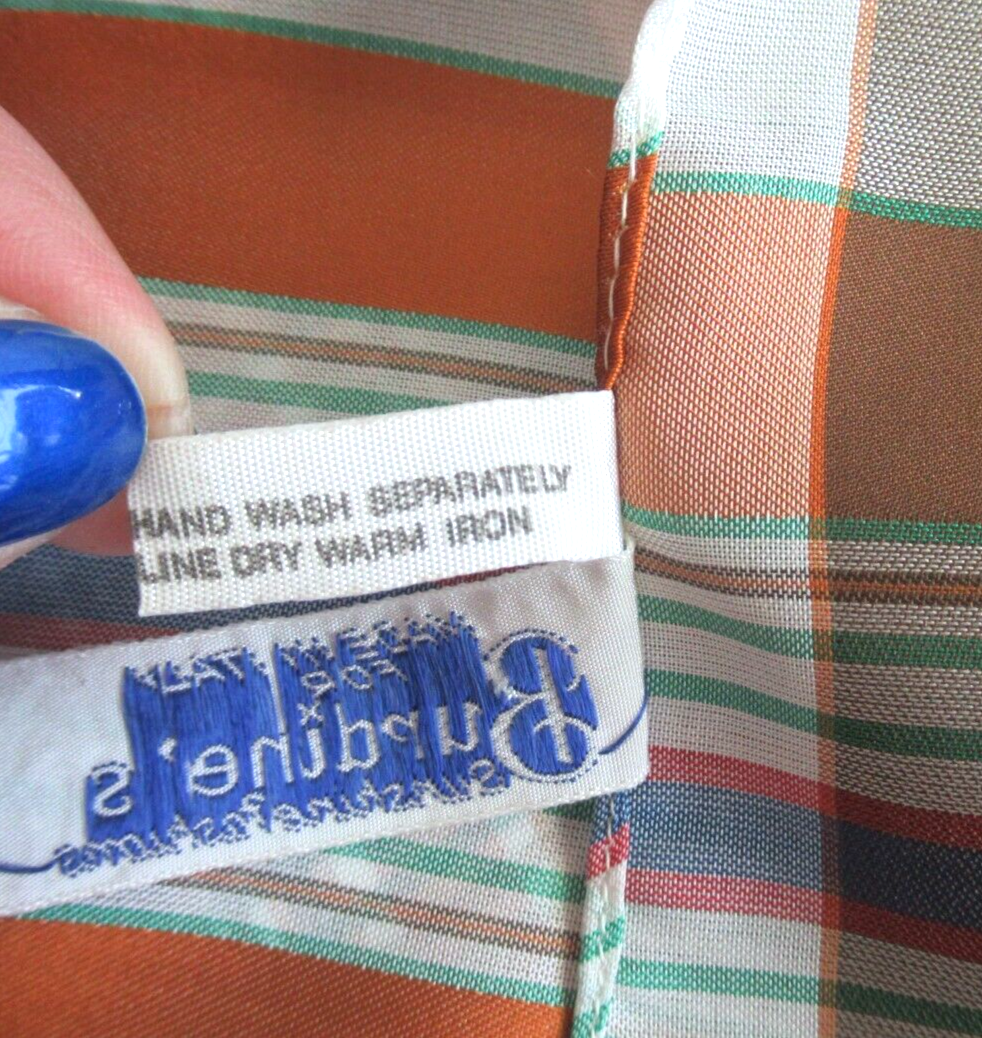 HAND WASH SEPARATELY
LINE DRY WARM IRON
MADE IN ITALY
FOR
Burdine's
Sunshine Fashions